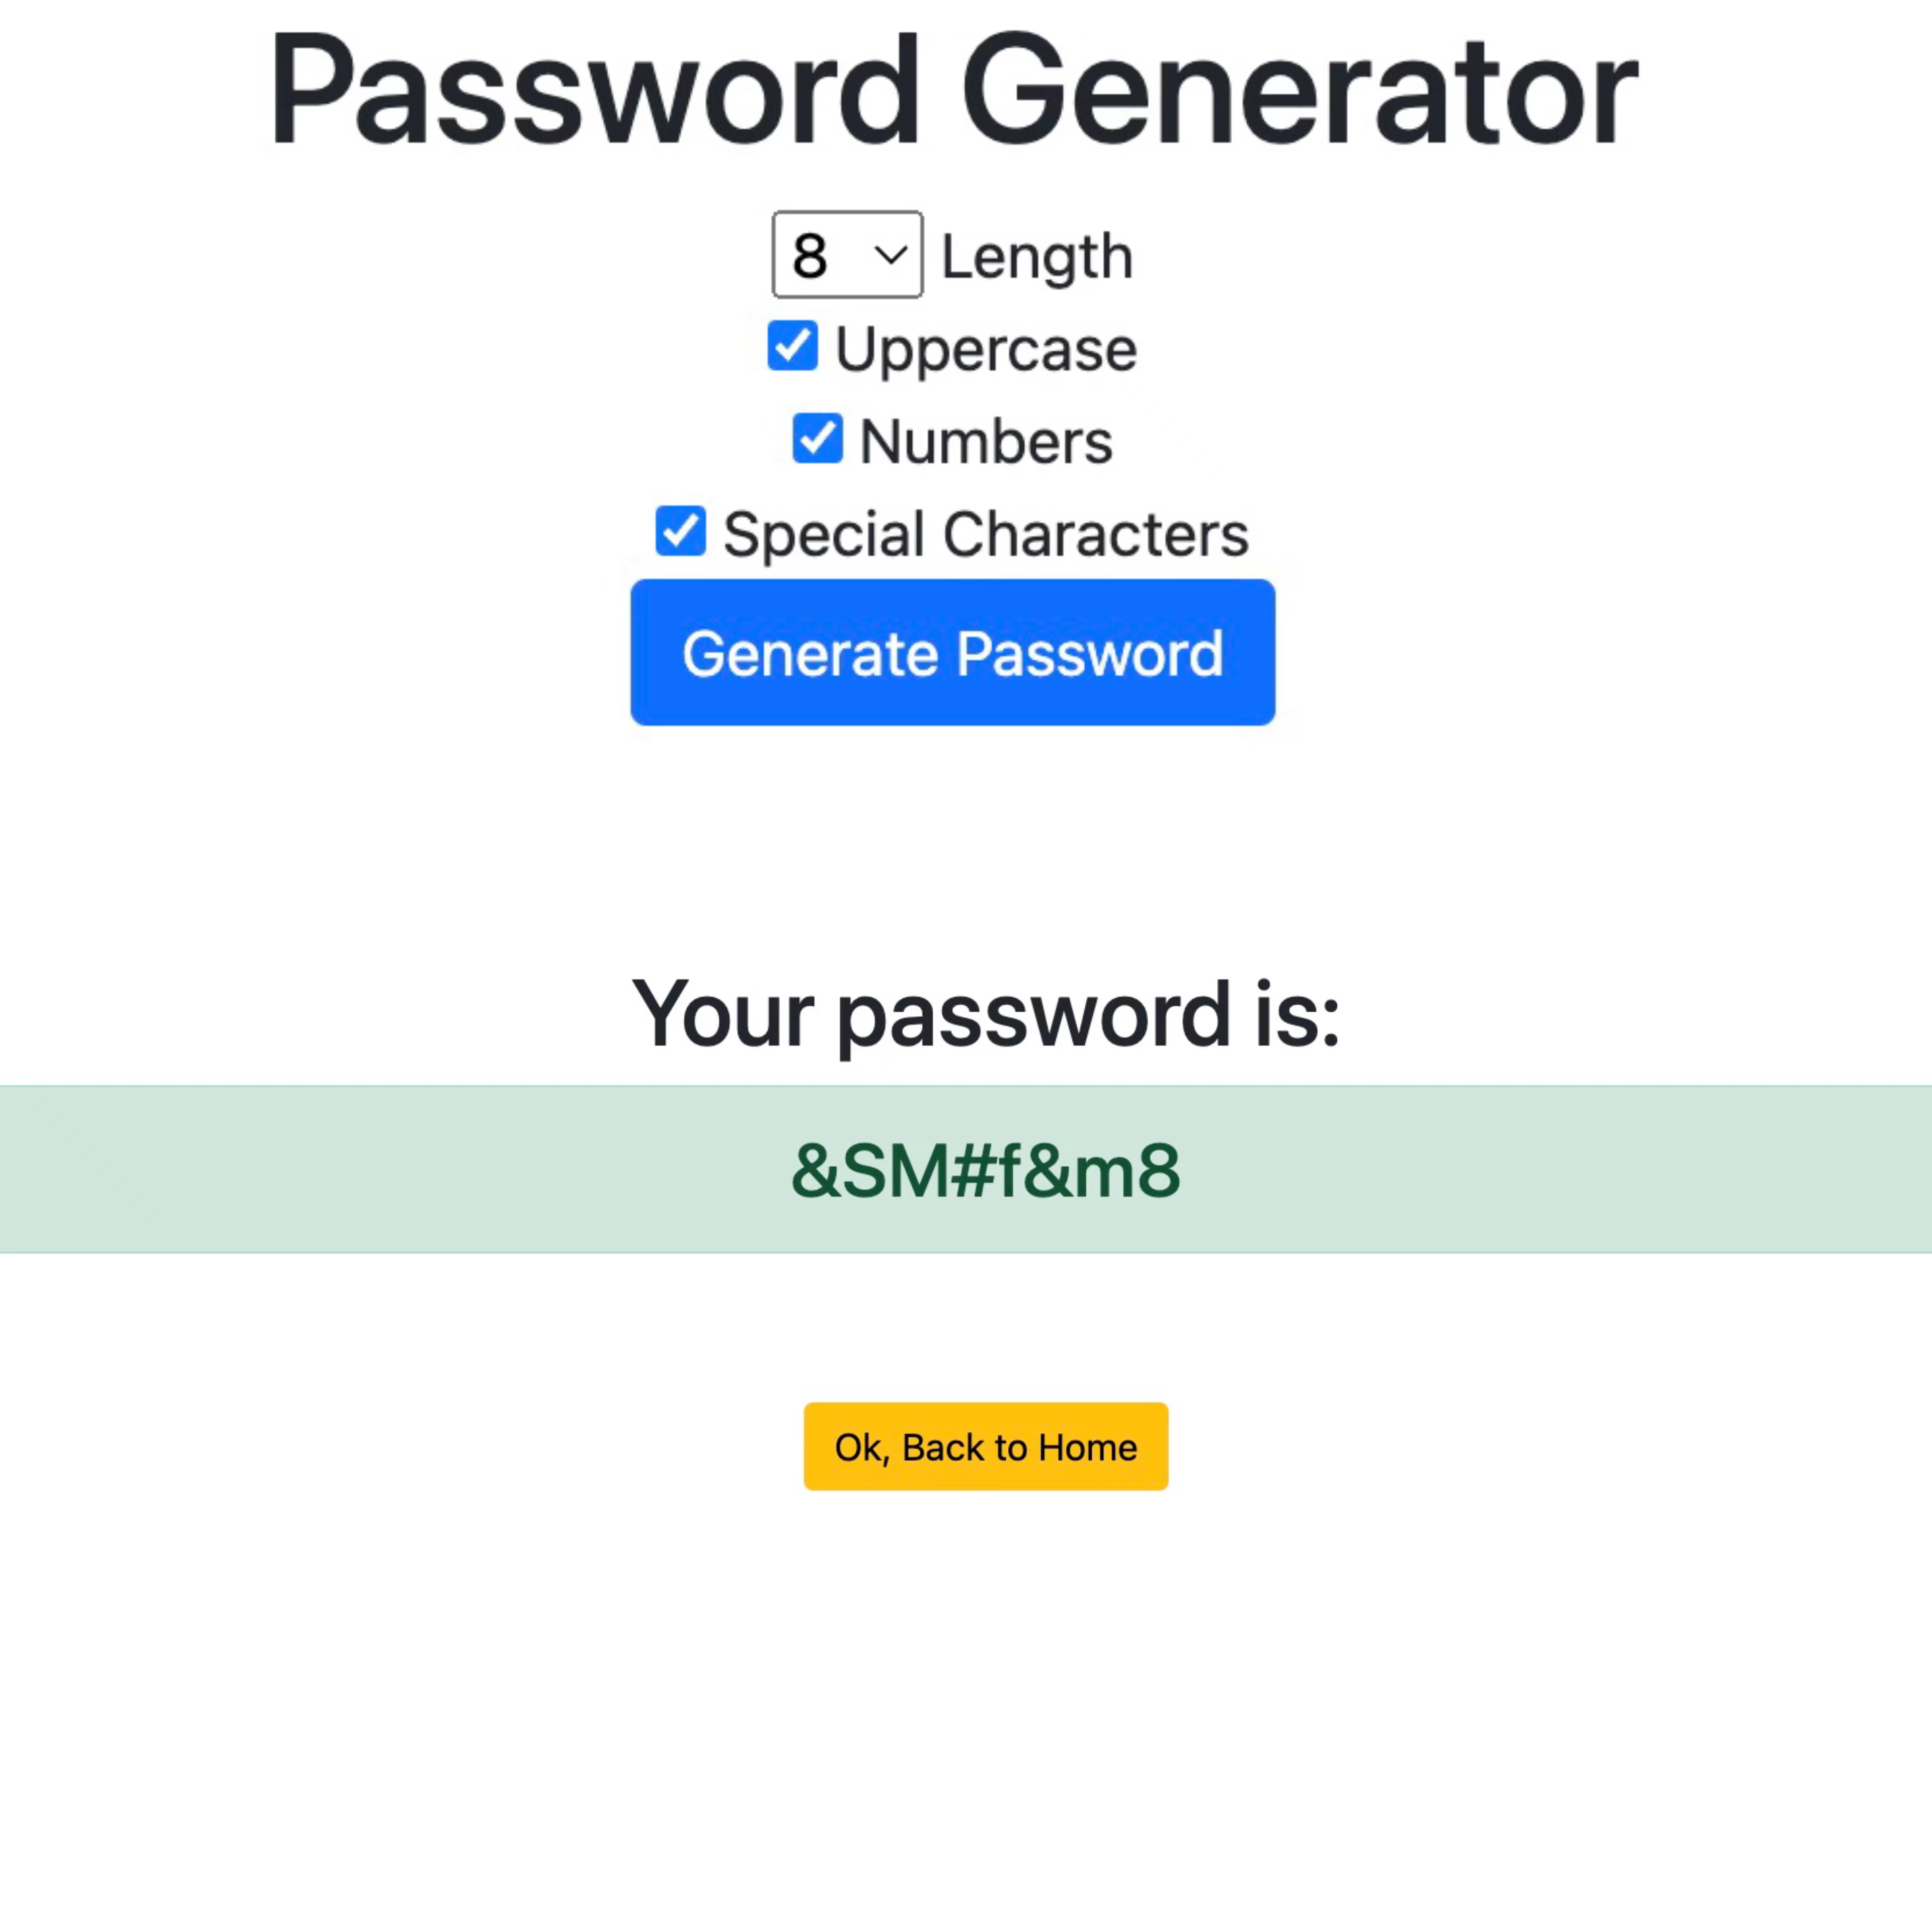 Password Generator
8 Length
Uppercase
Numbers
Special Characters
Generate Password
Your password is:
&SM#f&m8
Ok, Back to Home